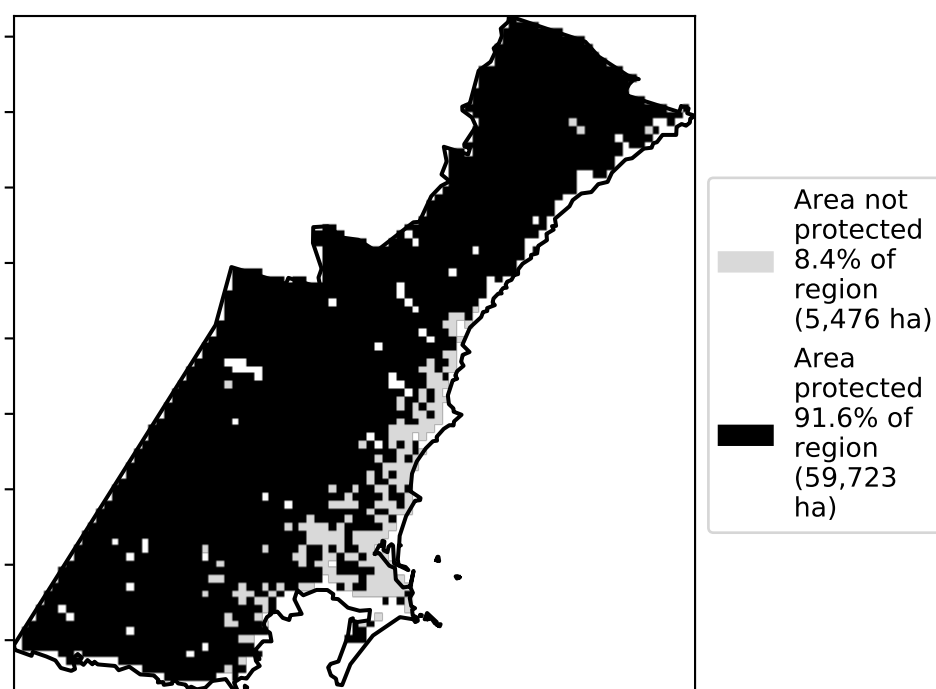 Area not
protected
8.4% of
region
(5,476 ha)
Area
protected
91.6% of
region
(59,723
ha)